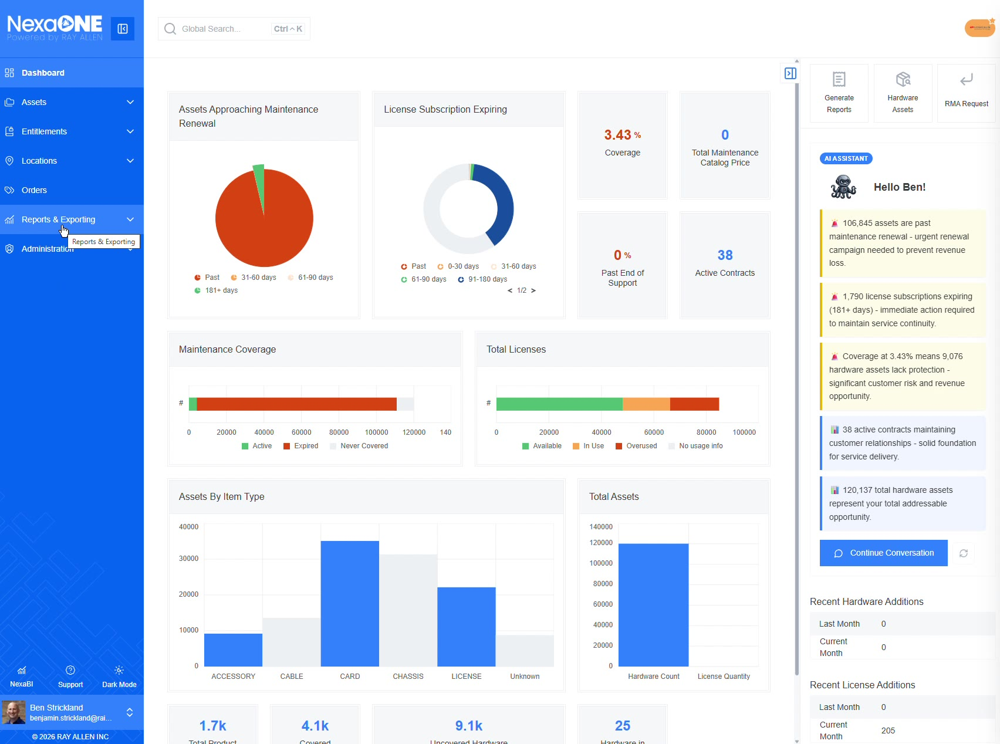 NexaONE
Powered by RAY ALLEN
Global Search...
Ctrl ^ K
Dashboard
Assets
Entitlements
Locations
Orders
Reports & Exporting
Reports & Exporting
Administration
NexaBI
Support
Dark Mode
Ben Strickland
benjamin.strickland@rai...
© 2026 RAY ALLEN INC
Assets Approaching Maintenance
Renewal
Past
31-60 days
61-90 days
181+ days
License Subscription Expiring
Past
0-30 days
31-60 days
61-90 days
91-180 days
< 1/2 >
3.43 %
Coverage
0
Total Maintenance
Catalog Price
0 %
Past End of
Support
38
Active Contracts
Maintenance Coverage
#
0
20000
40000
60000
80000
100000
120000
140
Active
Expired
Never Covered
Total Licenses
#
0
20000
40000
60000
80000
100000
Available
In Use
Overused
No usage info
Assets By Item Type
40000
30000
20000
10000
0
ACCESSORY
CABLE
CARD
CHASSIS
LICENSE
Unknown
Total Assets
140000
120000
100000
80000
60000
40000
20000
0
Hardware Count
License Quantity
1.7k
Total Product
4.1k
Covered
9.1k
Uncovered Hardware
25
Hardware in
Generate
Reports
Hardware
Assets
RMA Request
AI ASSISTANT
Hello Ben!
106,845 assets are past
maintenance renewal - urgent renewal
campaign needed to prevent revenue
loss.
1,790 license subscriptions expiring
(181+ days) - immediate action required
to maintain service continuity.
Coverage at 3.43% means 9,076
hardware assets lack protection -
significant customer risk and revenue
opportunity.
38 active contracts maintaining
customer relationships - solid foundation
for service delivery.
120,137 total hardware assets
represent your total addressable
opportunity.
Continue Conversation
Recent Hardware Additions
Last Month 0
Current
Month
0
Recent License Additions
Last Month 0
Current
Month
205